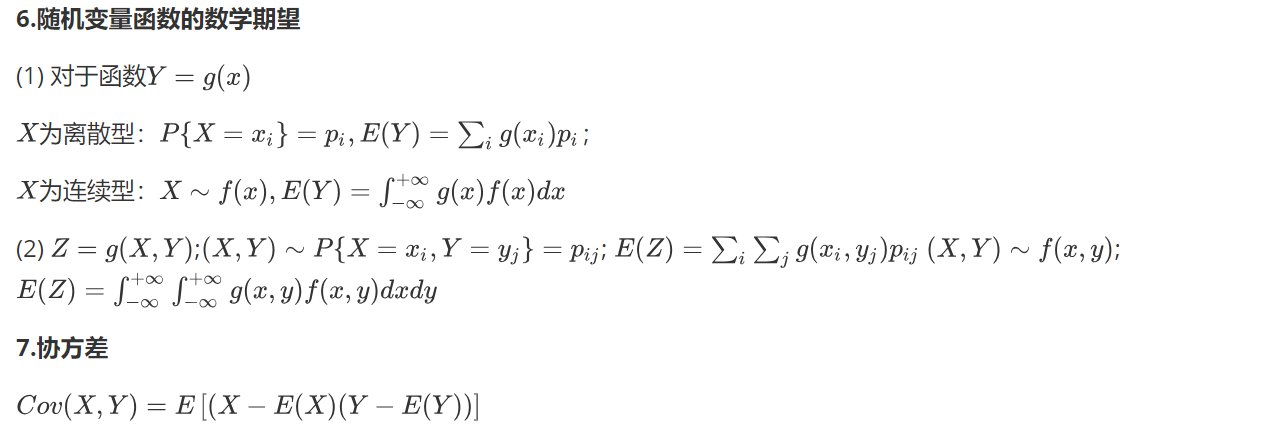 6.随机变量函数的数学期望
(1) 对于函数Y = g(x)
X为离散型：P{X = x_i} = p_i, E(Y) = ∑_i g(x_i)p_i；
X为连续型：X ∼ f(x), E(Y) = ∫_{−∞}^{+∞} g(x)f(x)dx
(2) Z = g(X, Y);(X, Y) ∼ P{X = x_i, Y = y_j} = p_{ij}; E(Z) = ∑_i ∑_j g(x_i, y_j)p_{ij} (X, Y) ∼ f(x, y);
E(Z) = ∫_{−∞}^{+∞} ∫_{−∞}^{+∞} g(x, y)f(x, y)dxdy
7.协方差
Cov(X, Y) = E [(X − E(X)(Y − E(Y))]